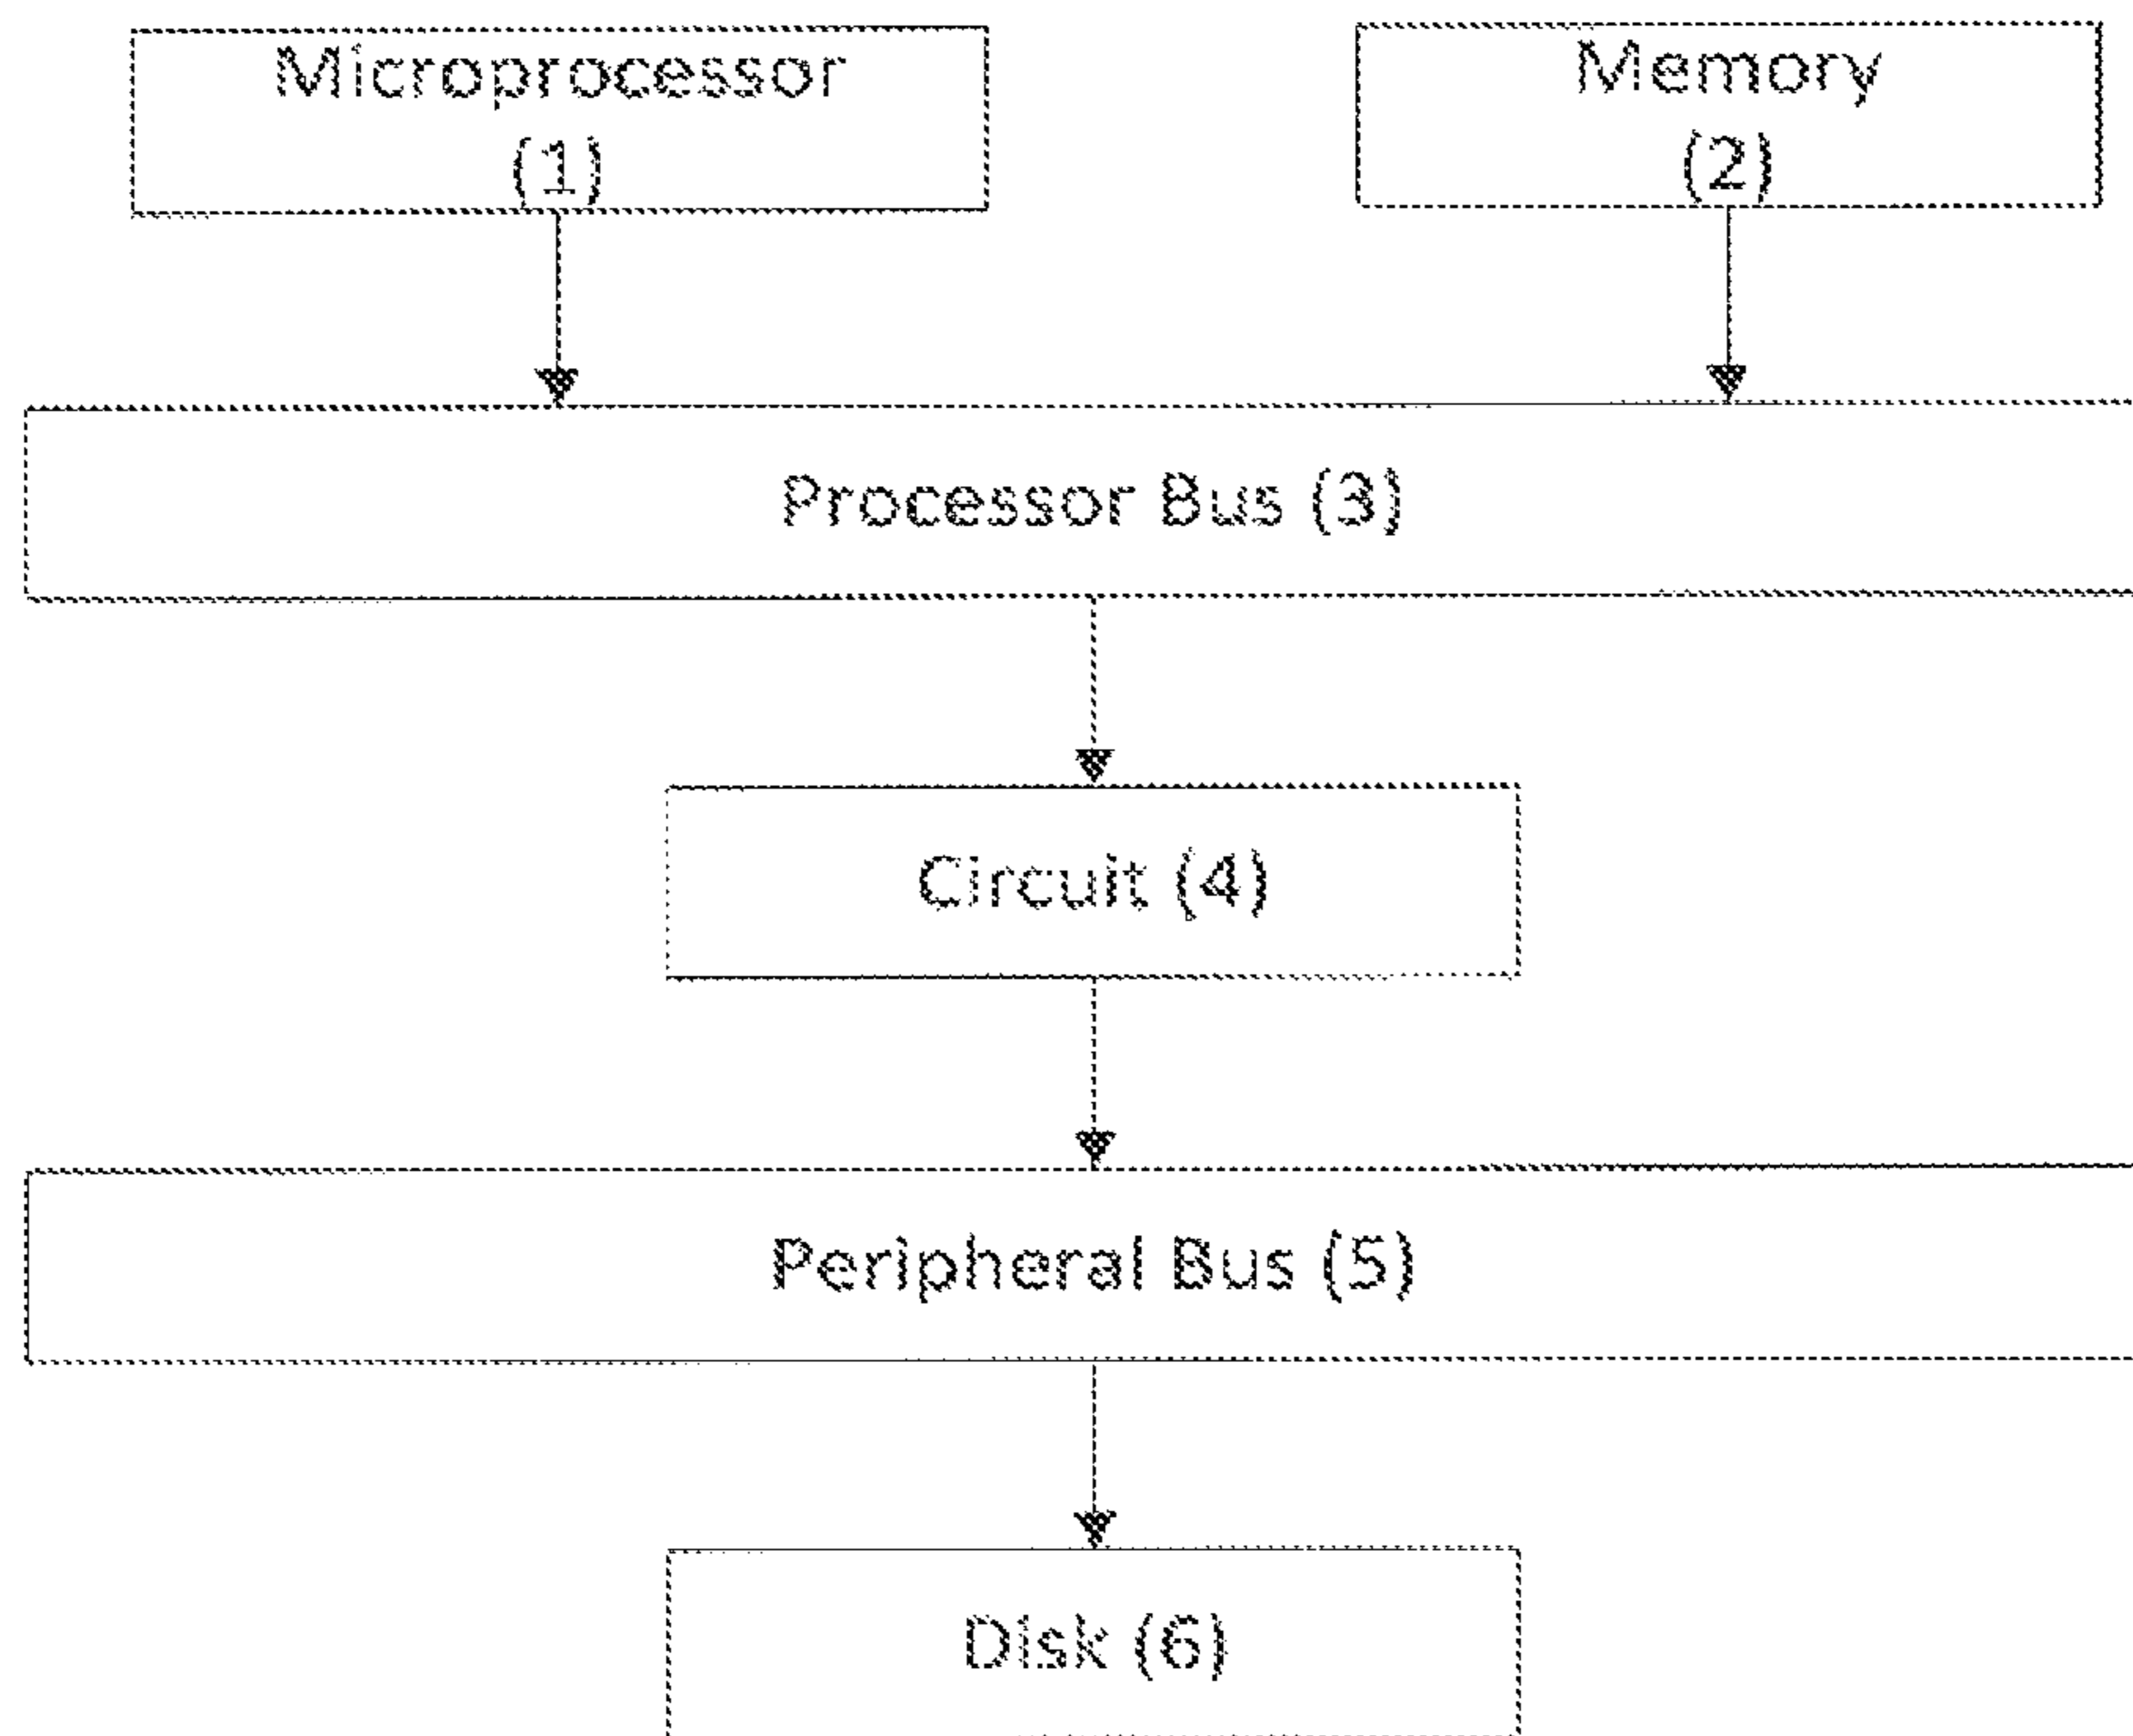 Microprocessor
(1)
Memory
(2)
Processor Bus (3)
Circuit (4)
Peripheral Bus (5)
Disk (6)